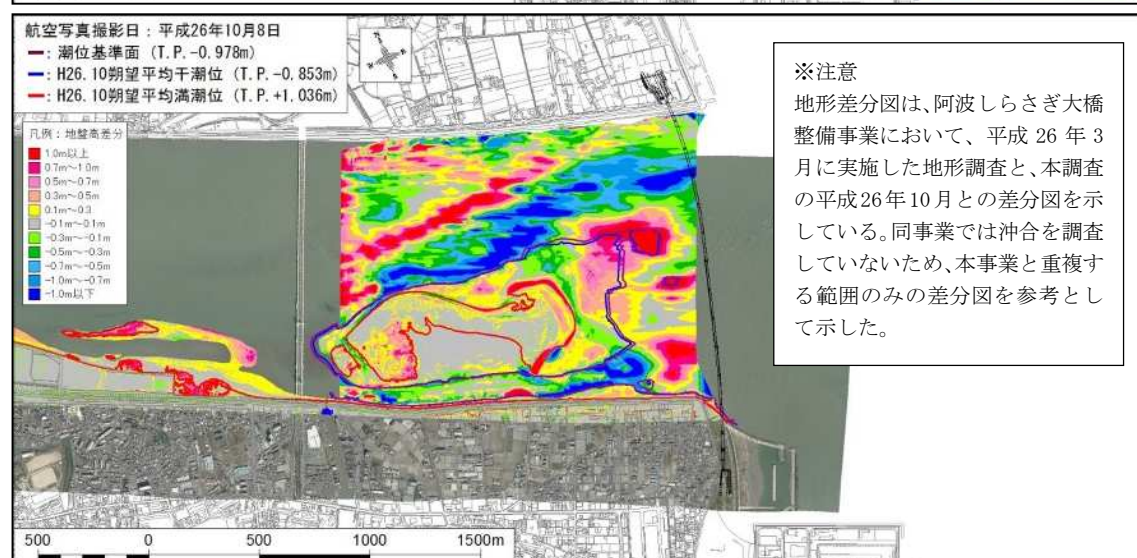 航空写真撮影日：平成26年10月8日
━：潮位基準面（T.P.-0.978m）
━：H26.10朔望平均干潮位（T.P.-0.853m）
━：H26.10朔望平均満潮位（T.P.+1.036m）
凡例：地盤高差分
1.0m以上
0.7m～1.0m
0.5m～0.7m
0.3m～0.5m
0.1m～0.3
-0.1m～0.1m
-0.3m～-0.1m
-0.5m～-0.3m
-0.7m～-0.5m
-1.0m～-0.7m
-1.0m以下
※注意
地形差分図は、阿波しらさぎ大橋
整備事業において、平成 26 年 3
月に実施した地形調査と、本調査
の平成26年10月との差分図を示
している。同事業では沖合を調査
していないため、本事業と重複す
る範囲のみの差分図を参考とし
て示した。
500 0 500 1000 1500m